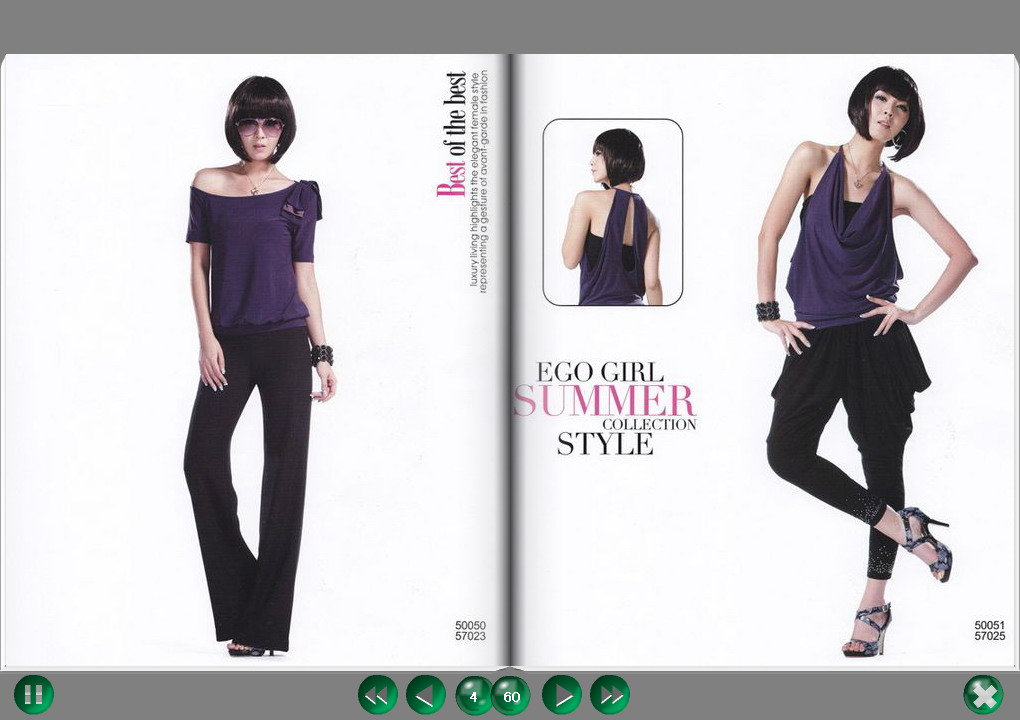 Best of the best
luxury living highlights the elegant female style
representing a gesture of avant-garde in fashion
50050
57023
EGO GIRL
SUMMER
COLLECTION
STYLE
50051
57025
4
60